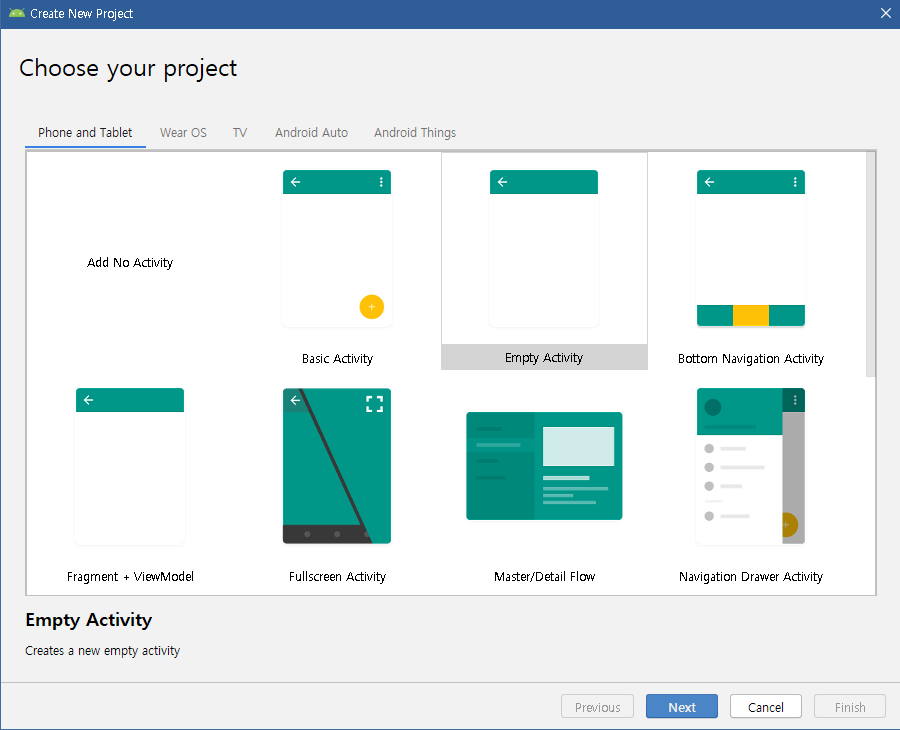 Create New Project
Choose your project
Phone and Tablet Wear OS TV Android Auto Android Things
Add No Activity
Basic Activity
Empty Activity
Bottom Navigation Activity
Fragment + ViewModel
Fullscreen Activity
Master/Detail Flow
Navigation Drawer Activity
Empty Activity
Creates a new empty activity
Previous Next Cancel Finish